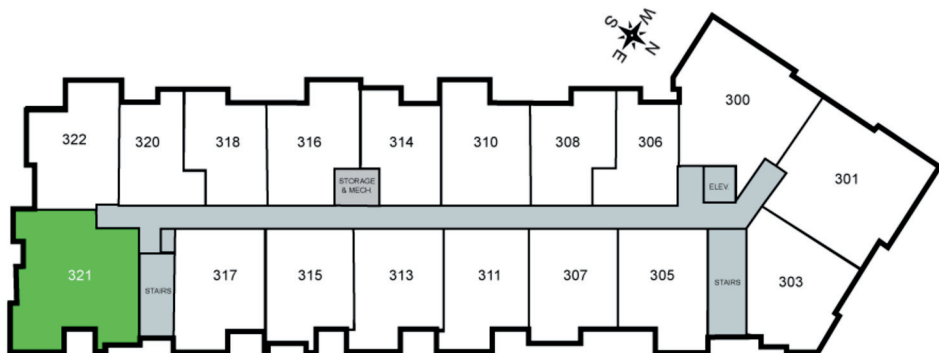 W
S
N
E
300
322
320
318
316
314
310
308
306
301
STORAGE
& MECH.
ELEV.
321
317
315
313
311
307
305
303
STAIRS
STAIRS